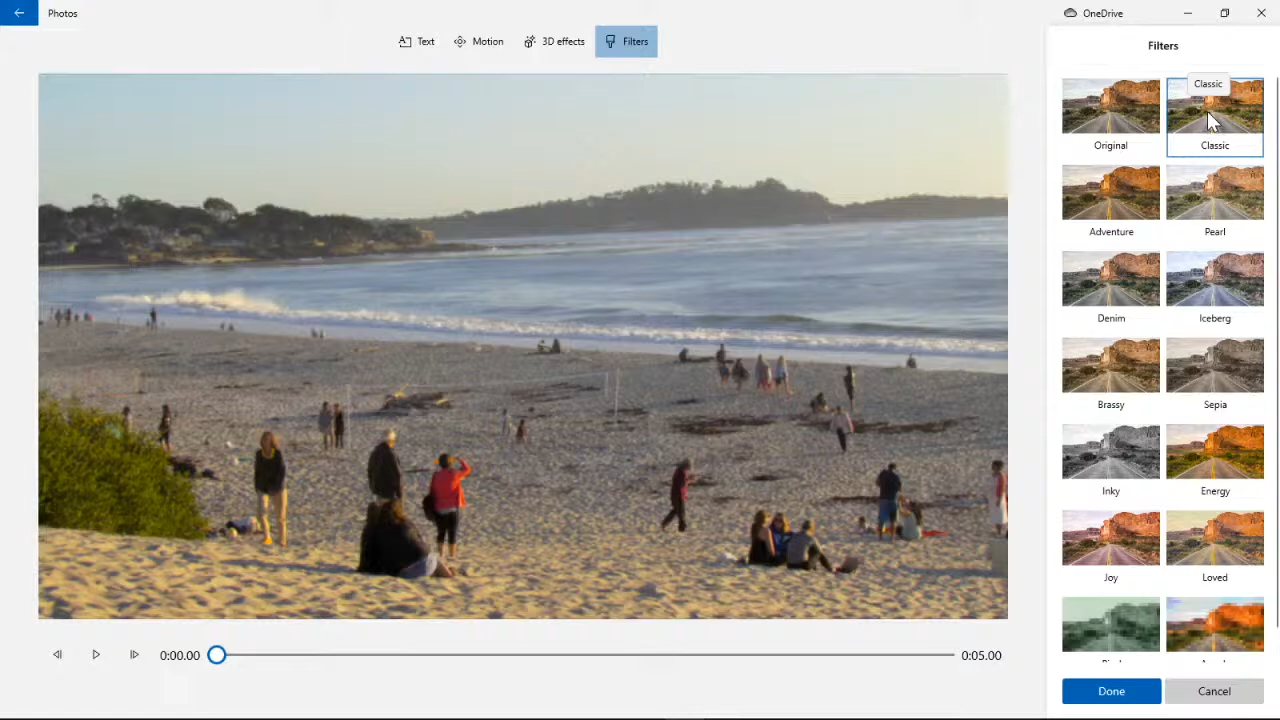 Photos
OneDrive
Text
Motion
3D effects
Filters
Filters
Classic
Original
Classic
Adventure
Pearl
Denim
Iceberg
Brassy
Sepia
Inky
Energy
Joy
Loved
0:00.00
0:05.00
Done
Cancel